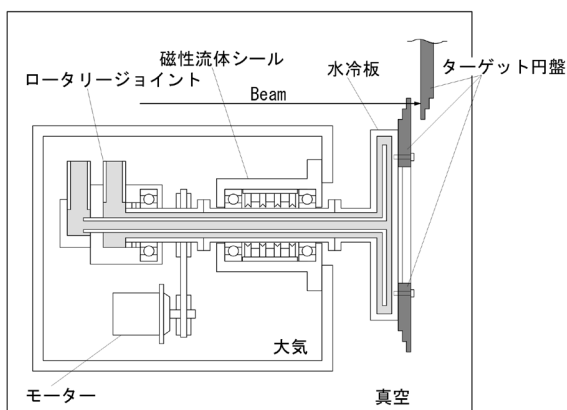 磁性流体シール
水冷板
ターゲット円盤
ロータリージョイント
Beam
大気
モーター
真空